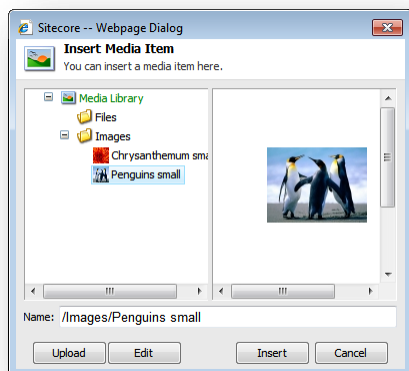 Sitecore -- Webpage Dialog
Insert Media Item
You can insert a media item here.
Media Library
Files
Images
Chrysanthemum sma
Penguins small
Name: /Images/Penguins small
Upload Edit Insert Cancel